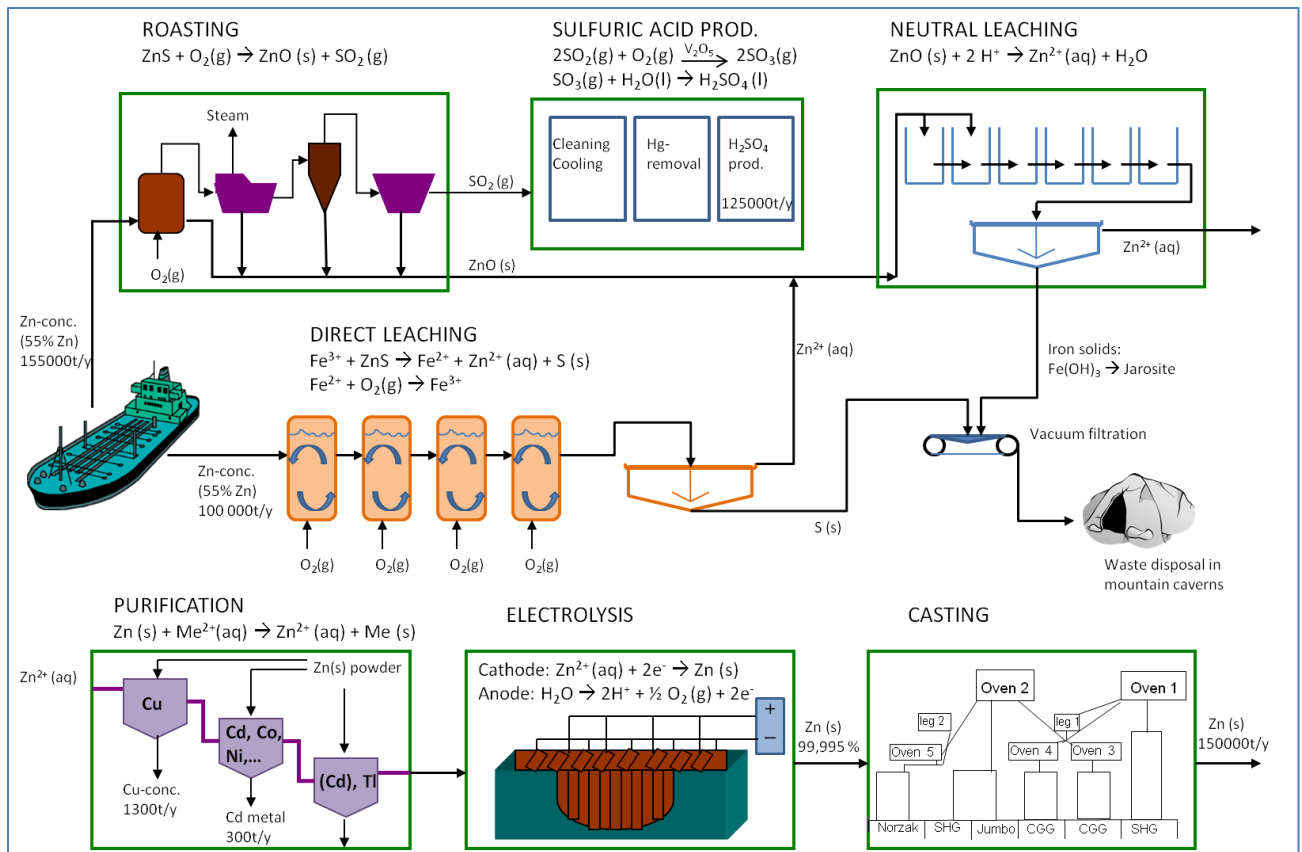 ROASTING
ZnS + O₂(g) → ZnO (s) + SO₂(g)
Steam
SO₂(g)
O₂(g)
ZnO (s)
SULFURIC ACID PROD.
2SO₂(g) + O₂(g) V₂O₅ → 2SO₃(g)
SO₃(g) + H₂O(l) → H₂SO₄(l)
Cleaning
Cooling
Hg-
removal
H₂SO₄
prod.
125000t/y
NEUTRAL LEACHING
ZnO (s) + 2 H⁺ → Zn²⁺(aq) + H₂O
Zn²⁺(aq)
Zn-conc.
(55% Zn)
155000t/y
DIRECT LEACHING
Fe³⁺ + ZnS → Fe²⁺ + Zn²⁺(aq) + S (s)
Fe²⁺ + O₂(g) → Fe³⁺
Zn²⁺(aq)
Iron solids:
Fe(OH)₃ → Jarosite
Vacuum filtration
Zn-conc.
(55% Zn)
100 000t/y
O₂(g)
O₂(g)
O₂(g)
O₂(g)
S (s)
Waste disposal in
mountain caverns
PURIFICATION
Zn (s) + Me²⁺(aq) → Zn²⁺(aq) + Me (s)
Zn²⁺(aq)
Zn(s) powder
Cu
Cd, Co,
Ni,...
(Cd), Tl
Cu-conc.
1300t/y
Cd metal
300t/y
ELECTROLYSIS
Cathode: Zn²⁺(aq) + 2e⁻ → Zn (s)
Anode: H₂O → 2H⁺ + ½ O₂(g) + 2e⁻
+
−
Zn (s)
99,995 %
CASTING
Oven 2
Oven 1
leg 2
leg 1
Oven 5
Oven 4
Oven 3
Norzak
SHG
Jumbo
CGG
CGG
SHG
Zn (s)
150000t/y